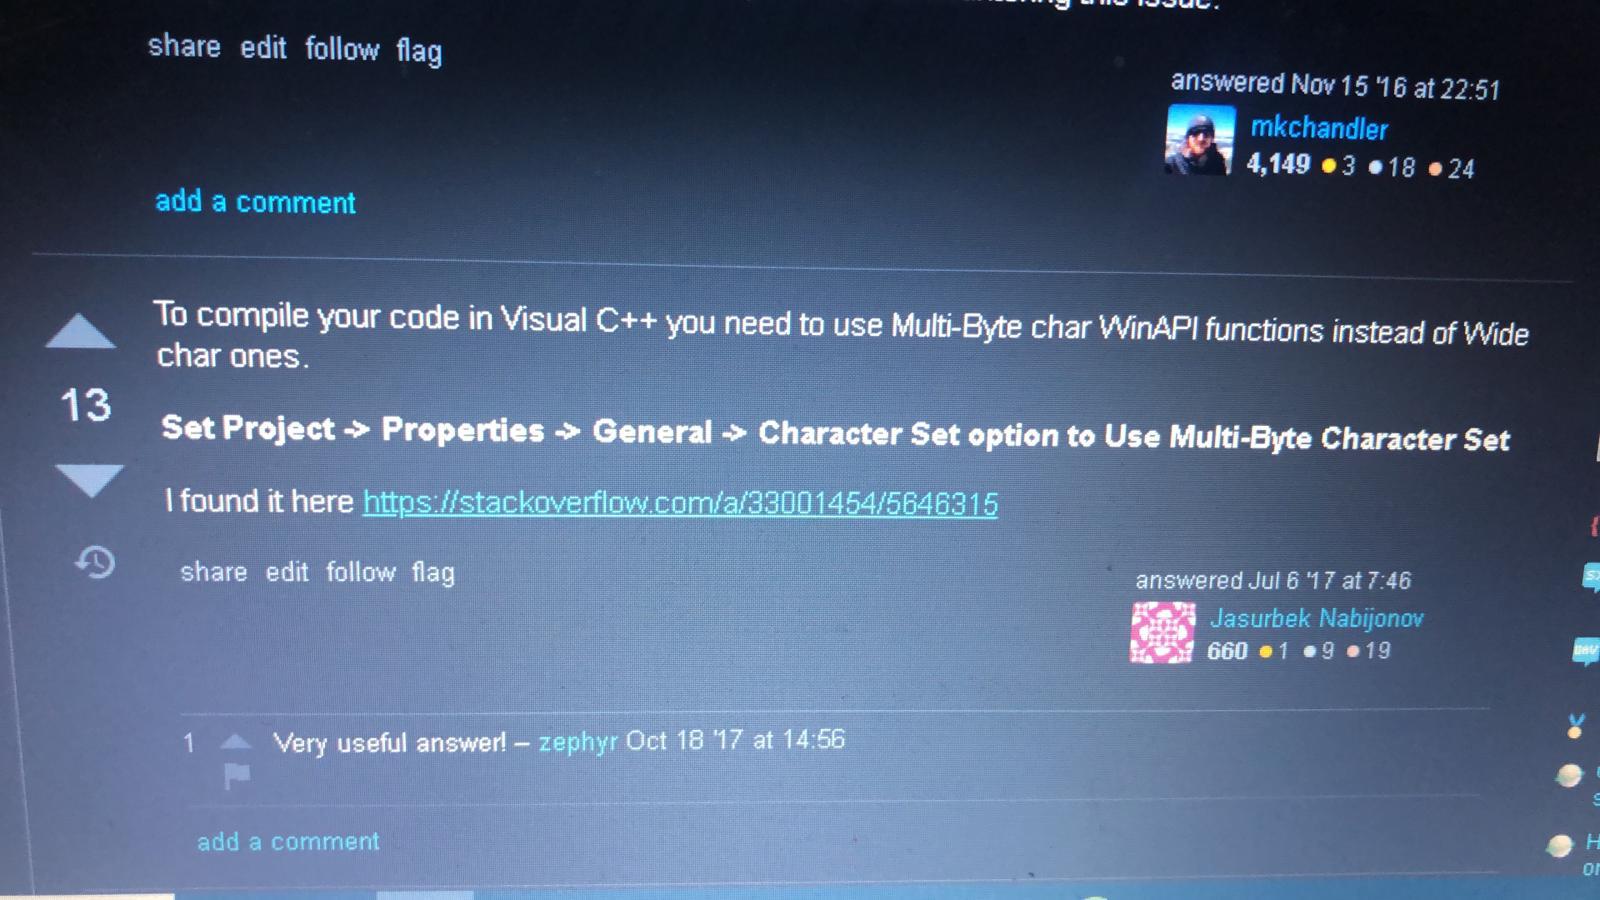 this issue.
share edit follow flag
answered Nov 15 '16 at 22:51
mkchandler
4,149 3 18 24
add a comment
To compile your code in Visual C++ you need to use Multi-Byte char WinAPI functions instead of Wide
char ones.
13
Set Project -> Properties -> General -> Character Set option to Use Multi-Byte Character Set
I found it here https://stackoverflow.com/a/33001454/5646315
share edit follow flag
answered Jul 6 '17 at 7:46
Jasurbek Nabijonov
660 1 9 19
1 Very useful answer! – zephyr Oct 18 '17 at 14:56
add a comment